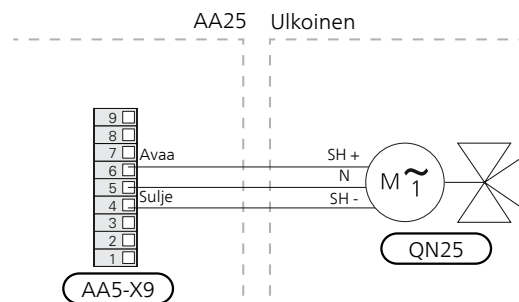 AA25 Ulkoinen
9
8
7
6
5
4
3
2
1
Avaa
Sulje
SH +
N
SH -
M ~ 1
AA5-X9
QN25